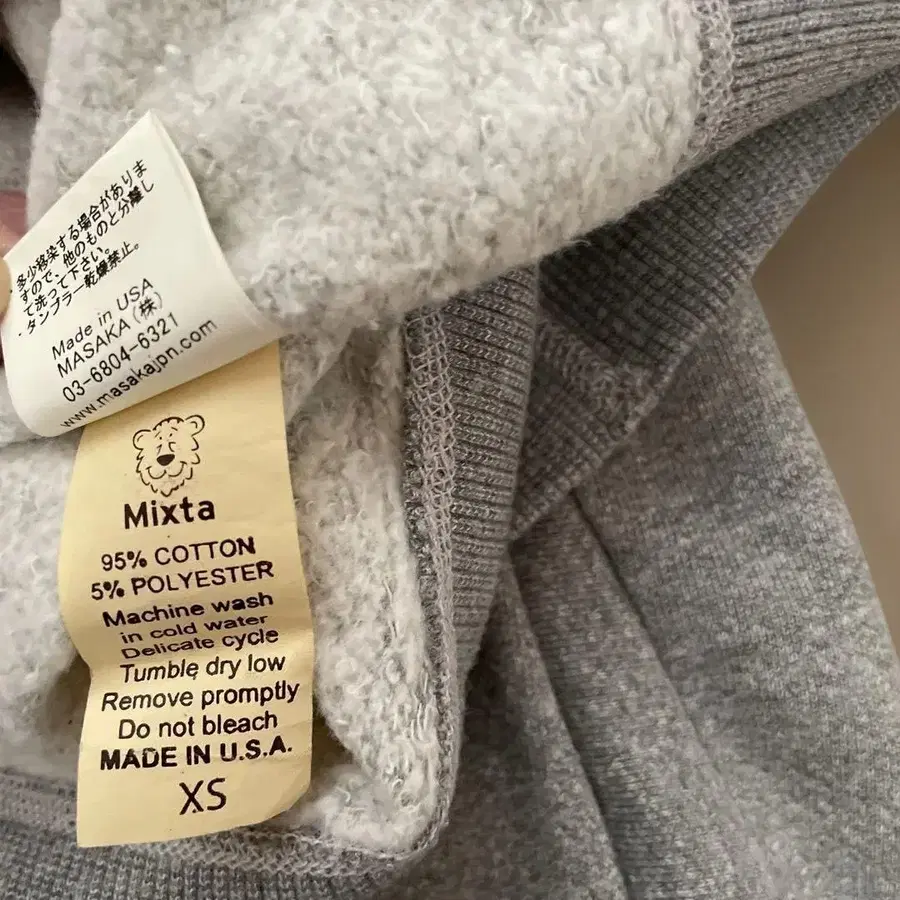 ・多少移染する場合がありま
すので、他のものと分離し
て洗って下さい。
・タンブラー乾燥禁止。
Made in USA
MASAKA (株)
03-6804-6321
www.masakajpn.com
Mixta
95% COTTON
5% POLYESTER
Machine wash
in cold water
Delicate cycle
Tumble dry low
Remove promptly
Do not bleach
MADE IN U.S.A.
XS